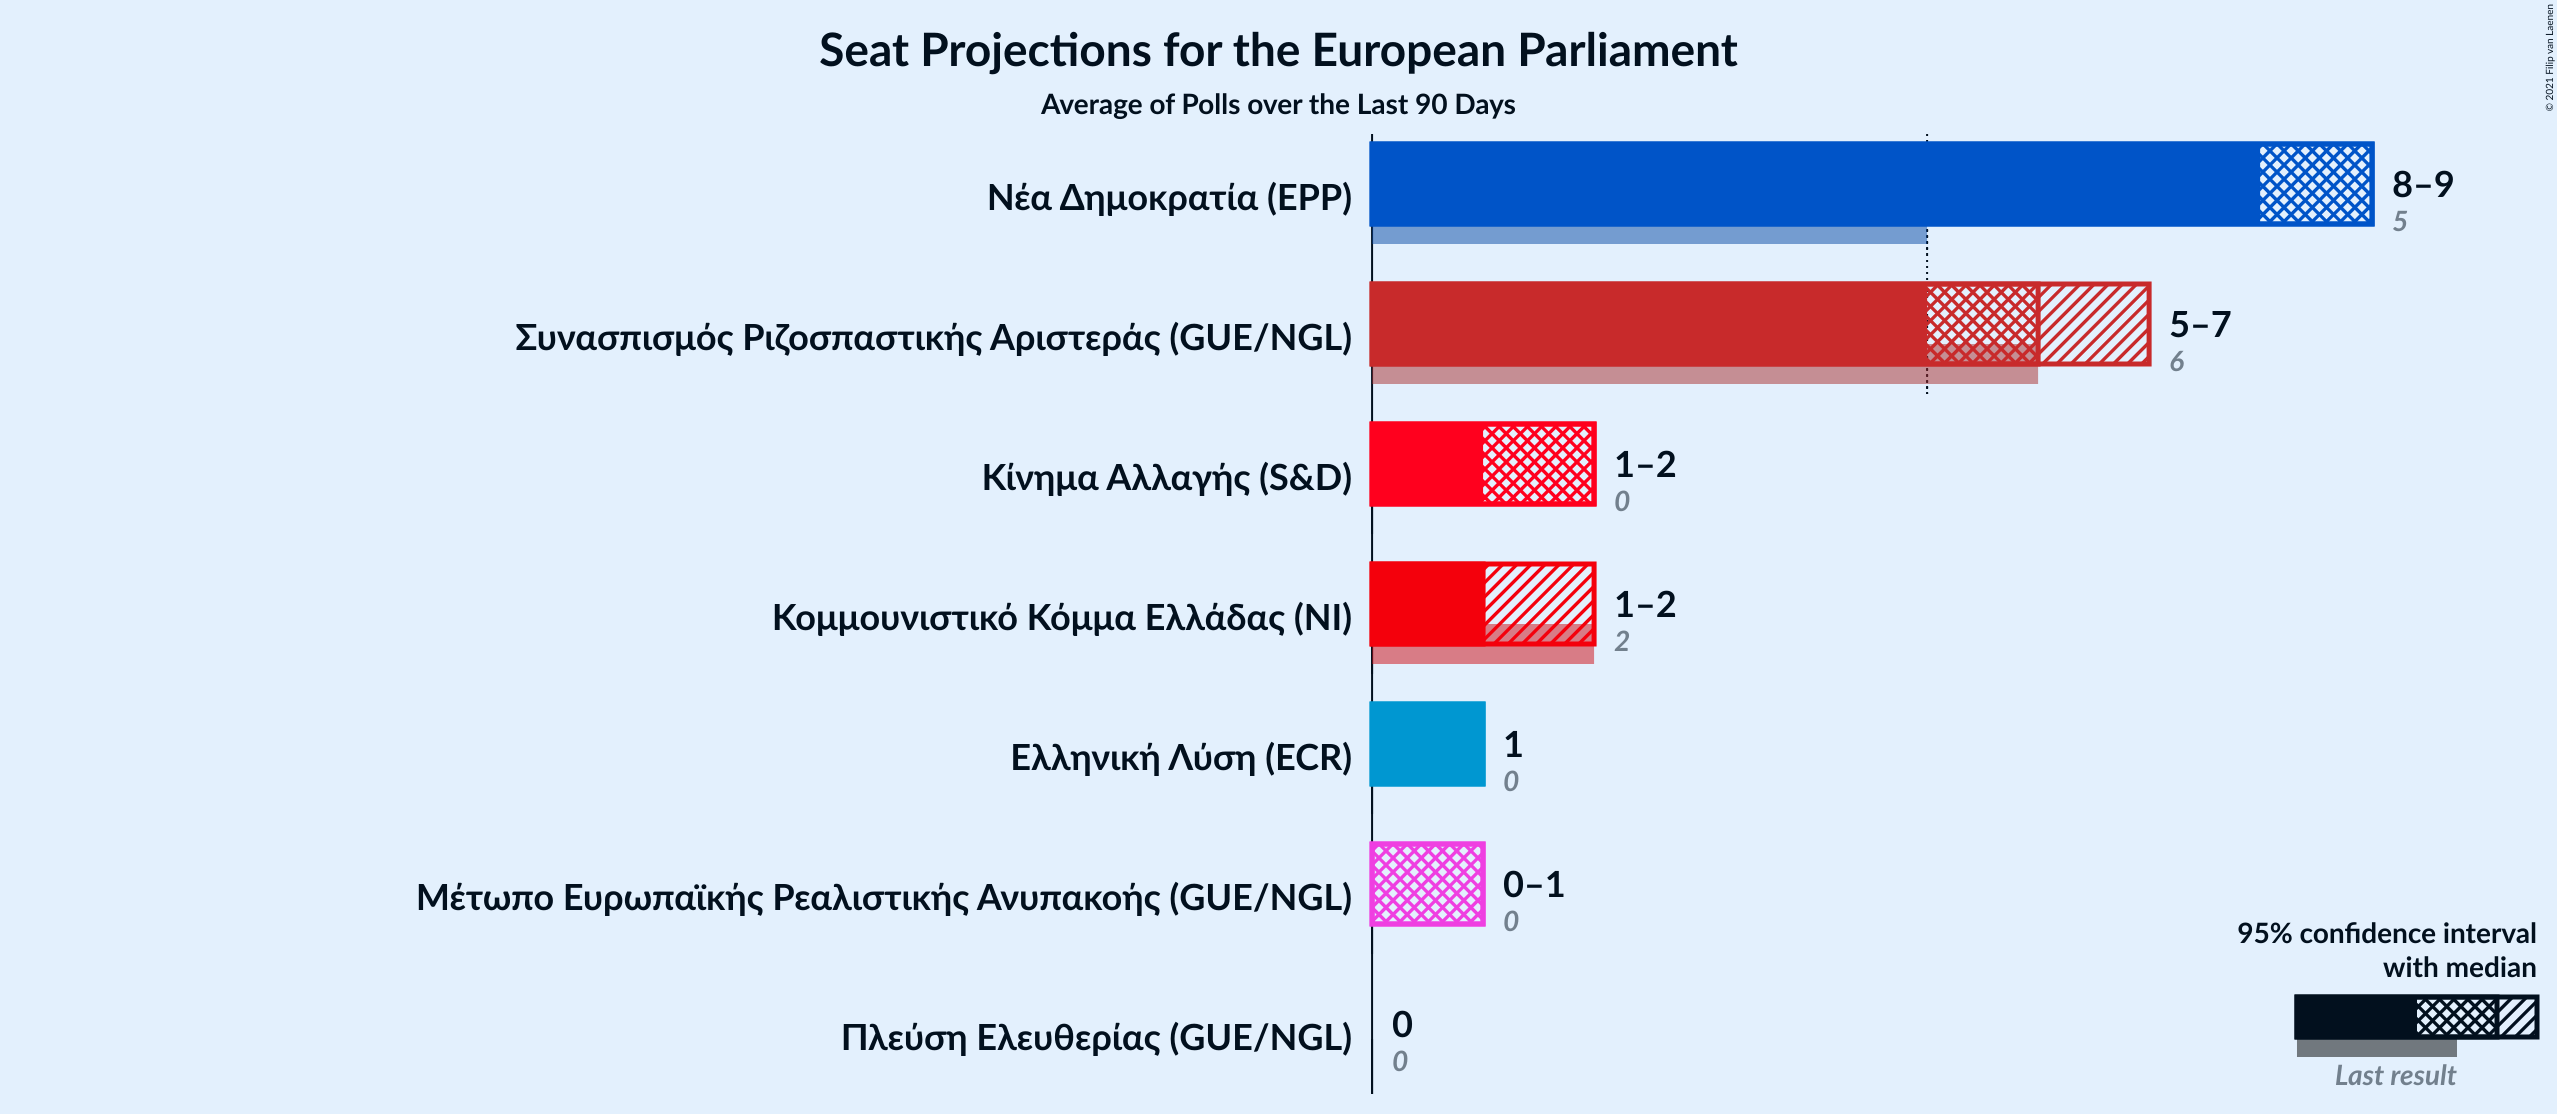 Seat Projections for the European Parliament
Average of Polls over the Last 90 Days
© 2021 Filip van Laenen
Νέα Δημοκρατία (EPP)
8–9
5
Συνασπισμός Ριζοσπαστικής Αριστεράς (GUE/NGL)
5–7
6
Κίνημα Αλλαγής (S&D)
1–2
0
Κομμουνιστικό Κόμμα Ελλάδας (NI)
1–2
2
Ελληνική Λύση (ECR)
1
0
Μέτωπο Ευρωπαϊκής Ρεαλιστικής Ανυπακοής (GUE/NGL)
0–1
0
Πλεύση Ελευθερίας (GUE/NGL)
0
0
95% confidence interval
with median
Last result